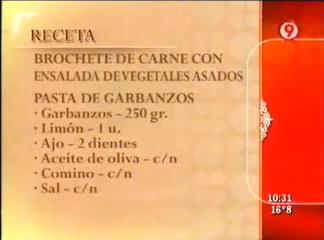 RECETA
BROCHETE DE CARNE CON
ENSALADA DE VEGETALES ASADOS
PASTA DE GARBANZOS
· Garbanzos – 250 gr.
· Limón – 1 u.
· Ajo – 2 dientes
· Aceite de oliva – c/n
· Comino – c/n
· Sal – c/n
9
10:31
16°8